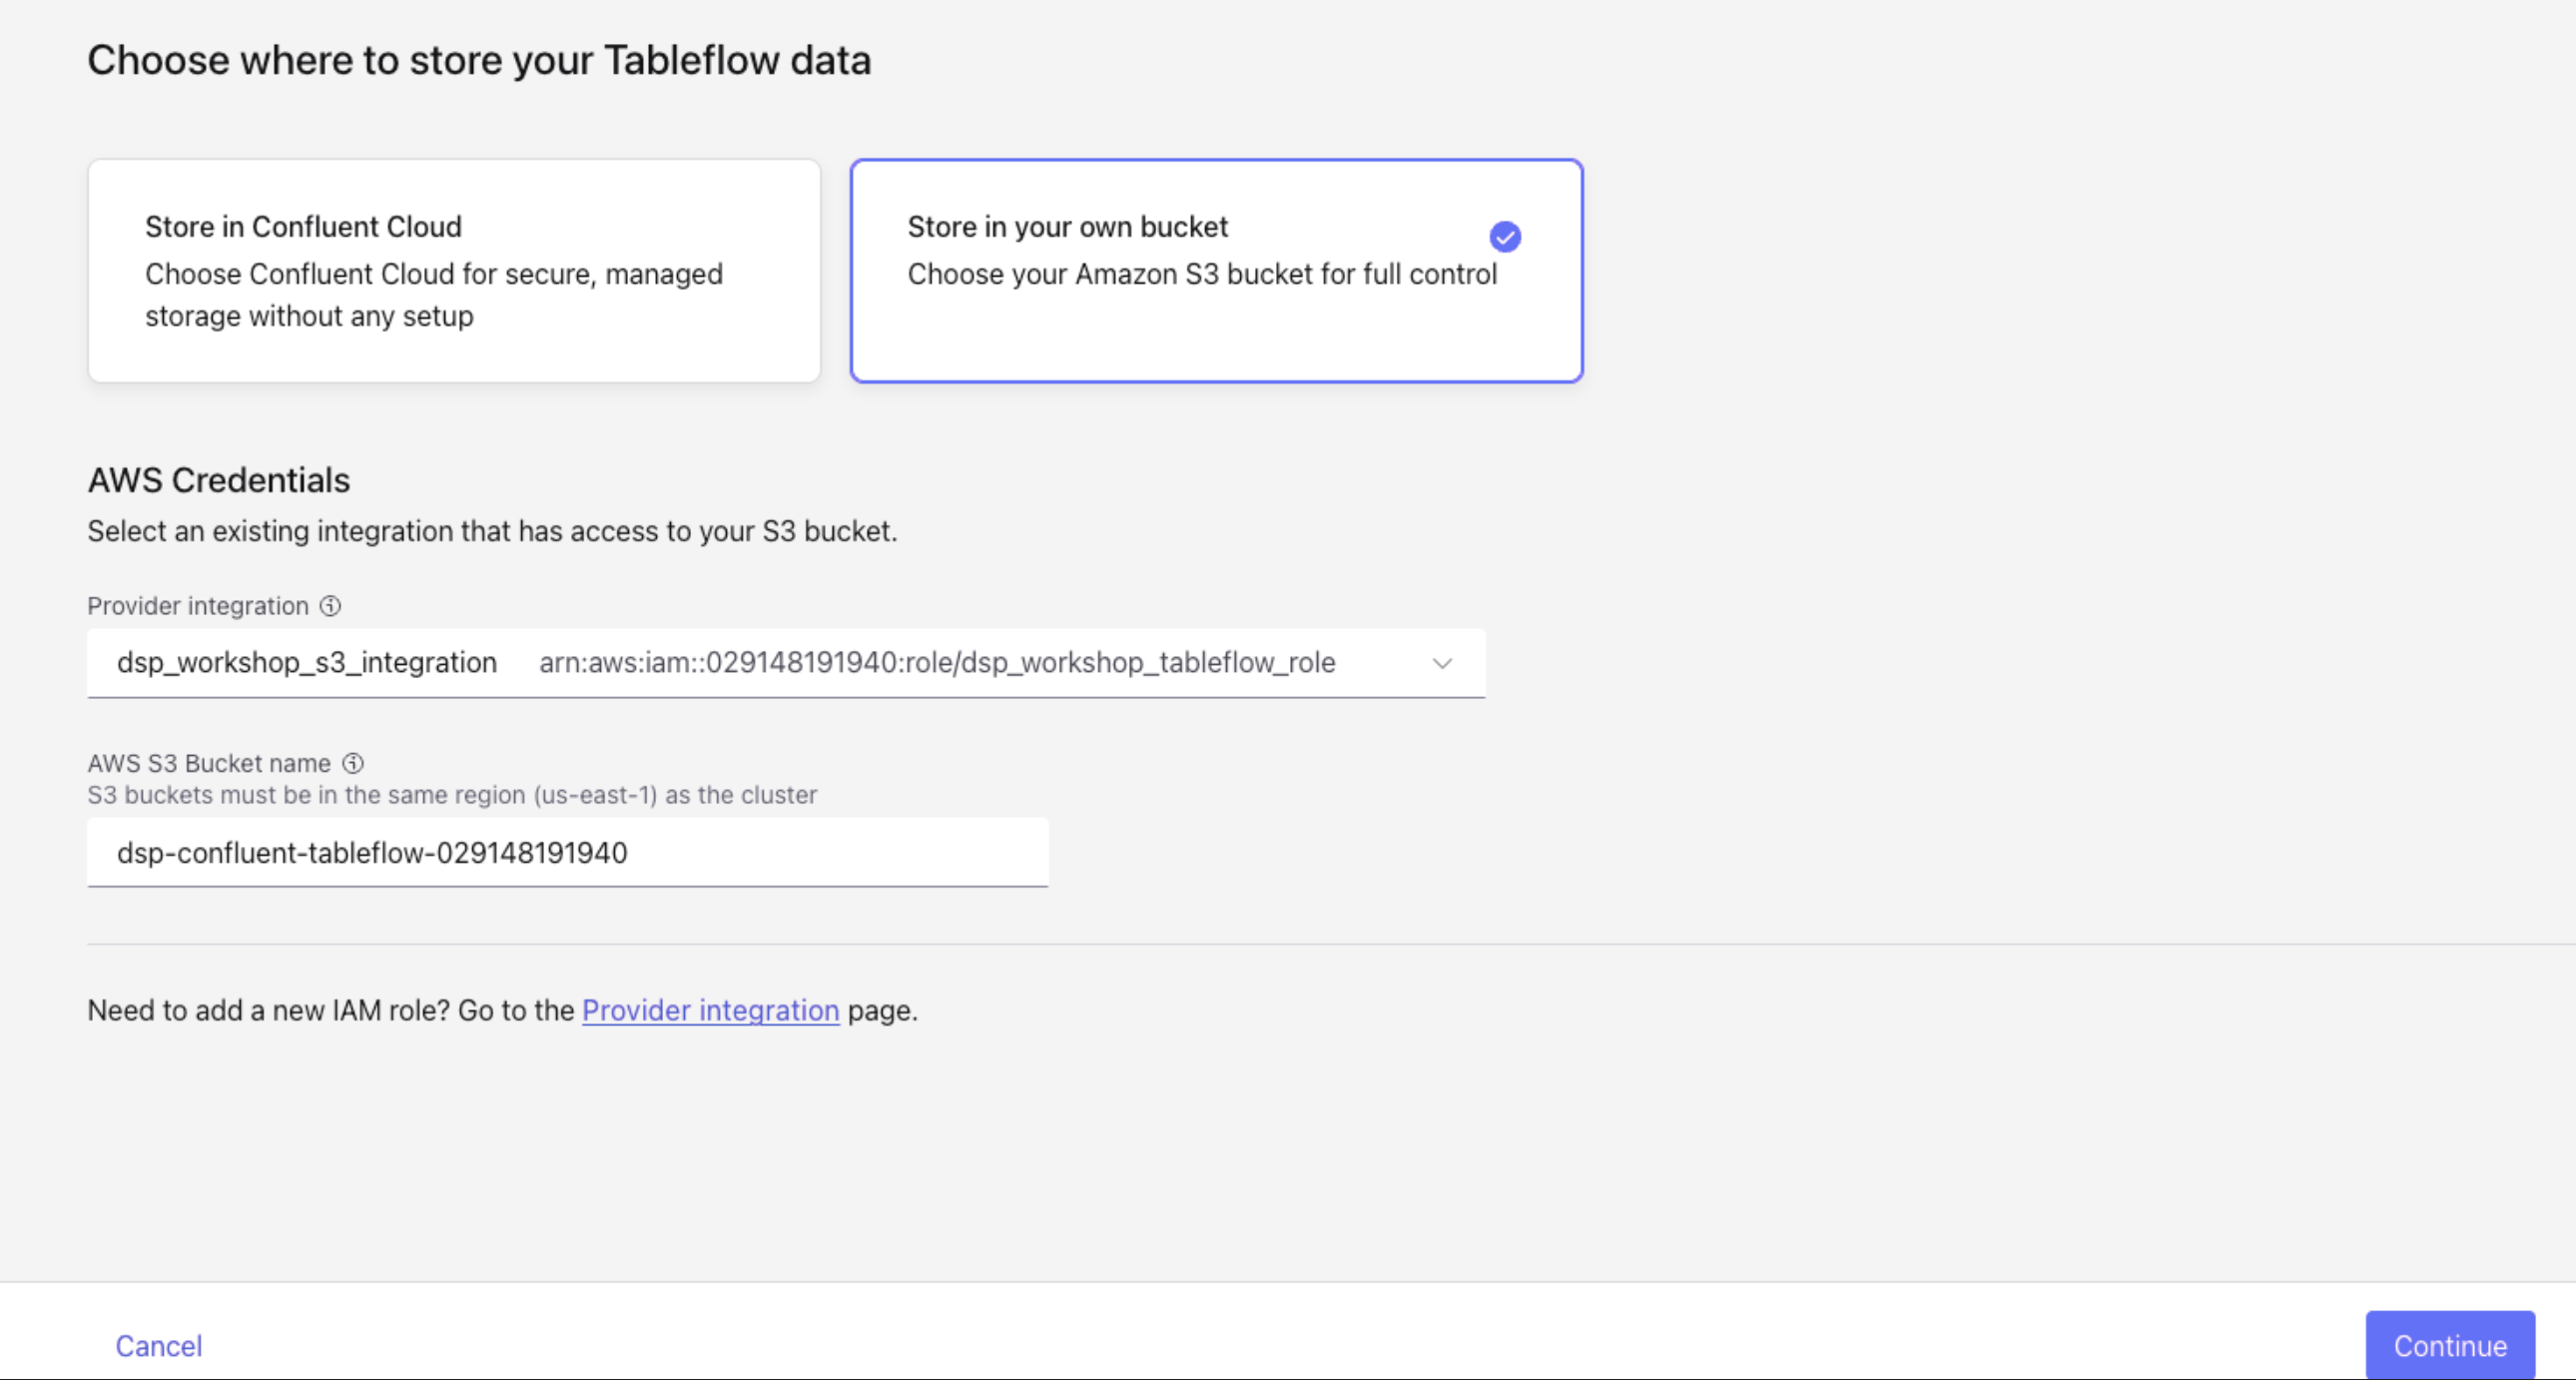 Choose where to store your Tableflow data
Store in Confluent Cloud
Choose Confluent Cloud for secure, managed
storage without any setup
Store in your own bucket
Choose your Amazon S3 bucket for full control
AWS Credentials
Select an existing integration that has access to your S3 bucket.
Provider integration
dsp_workshop_s3_integration arn:aws:iam::029148191940:role/dsp_workshop_tableflow_role
AWS S3 Bucket name
S3 buckets must be in the same region (us-east-1) as the cluster
dsp-confluent-tableflow-029148191940
Need to add a new IAM role? Go to the Provider integration page.
Cancel
Continue